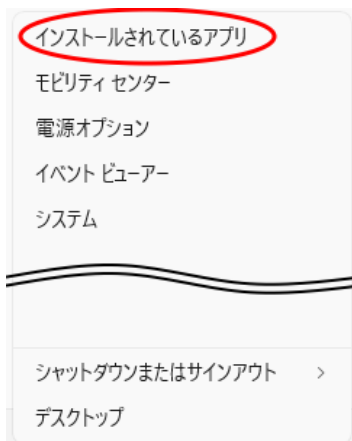 インストールされているアプリ
モビリティ センター
電源オプション
イベント ビューアー
システム
シャットダウンまたはサインアウト
デスクトップ